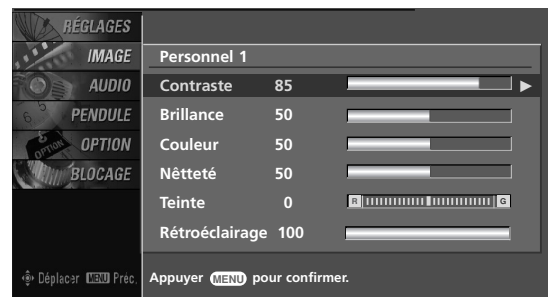 RÉGLAGES
IMAGE
AUDIO
PENDULE
OPTION
OPTION
BLOCAGE
Personnel 1
Contraste 85
Brillance 50
Couleur 50
Nêtteté 50
Teinte 0 R G
Rétroéclairage 100
Déplacer MENU Préc.
Appuyer MENU pour confirmer.